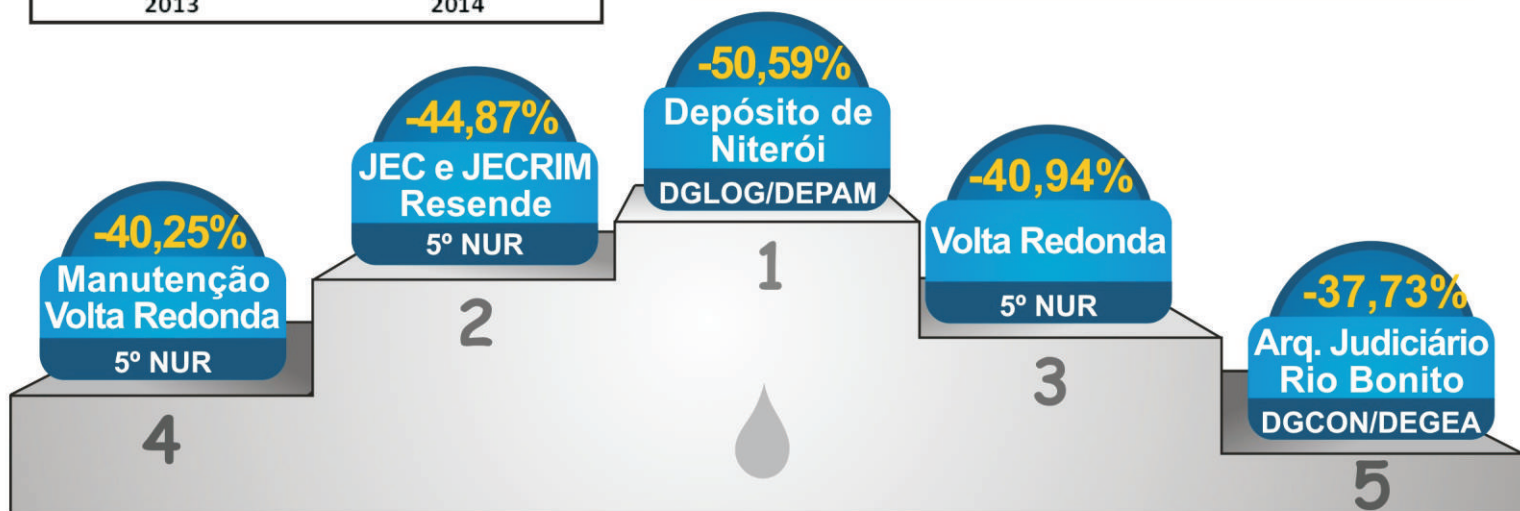 2013
2014
-50,59%
Depósito de
Niterói
DGLOG/DEPAM
1
-44,87%
JEC e JECRIM
Resende
5º NUR
2
-40,94%
Volta Redonda
5º NUR
3
-40,25%
Manutenção
Volta Redonda
5º NUR
4
-37,73%
Arq. Judiciário
Rio Bonito
DGCON/DEGEA
5